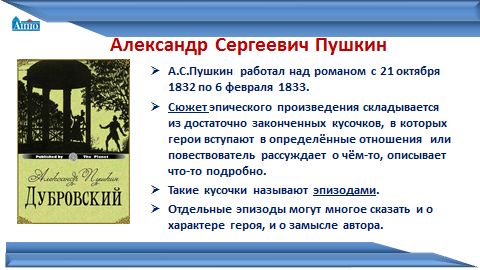 АППО
Александр Сергеевич Пушкин
А.С.Пушкин работал над романом с 21 октября
1832 по 6 февраля 1833.
Сюжет эпического произведения складывается
из достаточно законченных кусочков, в которых
герои вступают в определённые отношения или
повествователь рассуждает о чём-то, описывает
что-то подробно.
Такие кусочки называют эпизодами.
Отдельные эпизоды могут многое сказать и о
характере героя, и о замысле автора.
Published by The Planet
Александр Пушкин
ДУБРОВСКИЙ